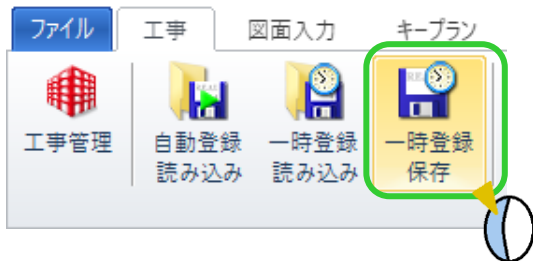 ファイル 工事 図面入力 キープラン
工事管理 自動登録 一時登録 一時登録
読み込み 読み込み 保存